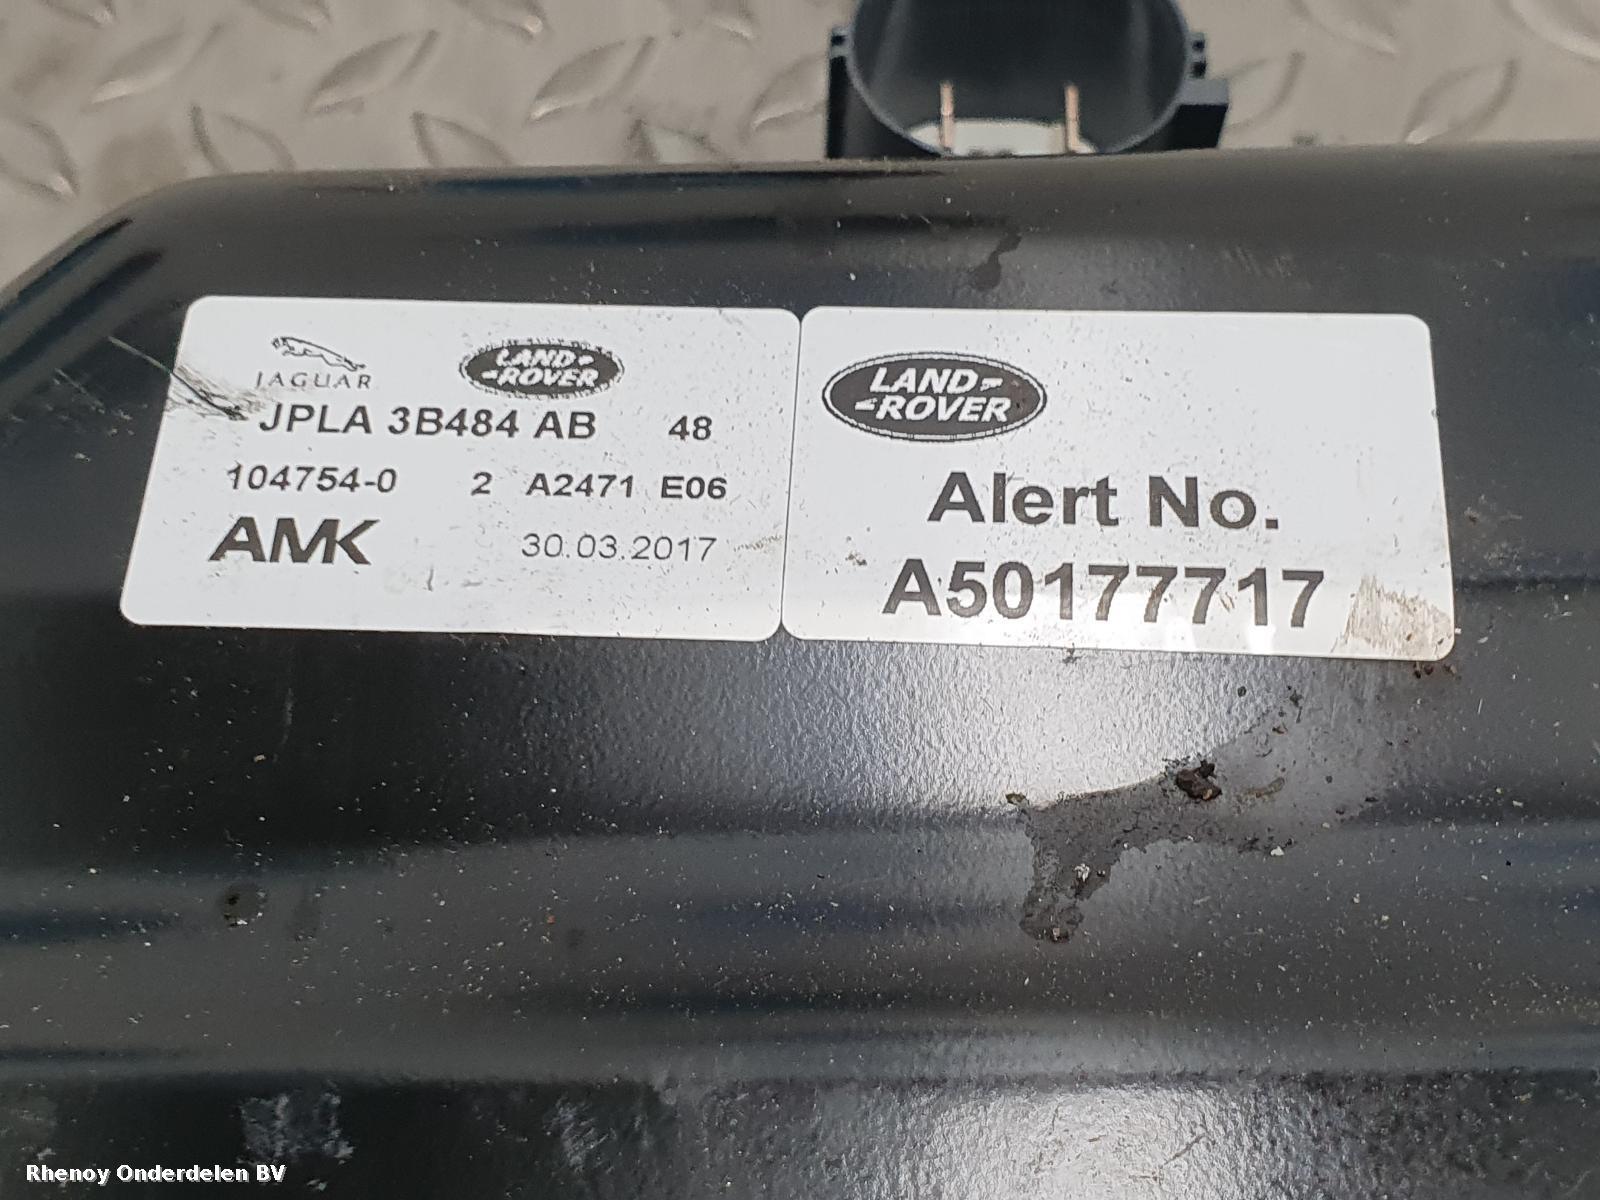 JAGUAR
LAND ROVER
JPLA 3B484 AB 48
104754-0 2 A2471 E06
AMK 30.03.2017
LAND ROVER
Alert No.
A50177717
Rhenoy Onderdelen BV